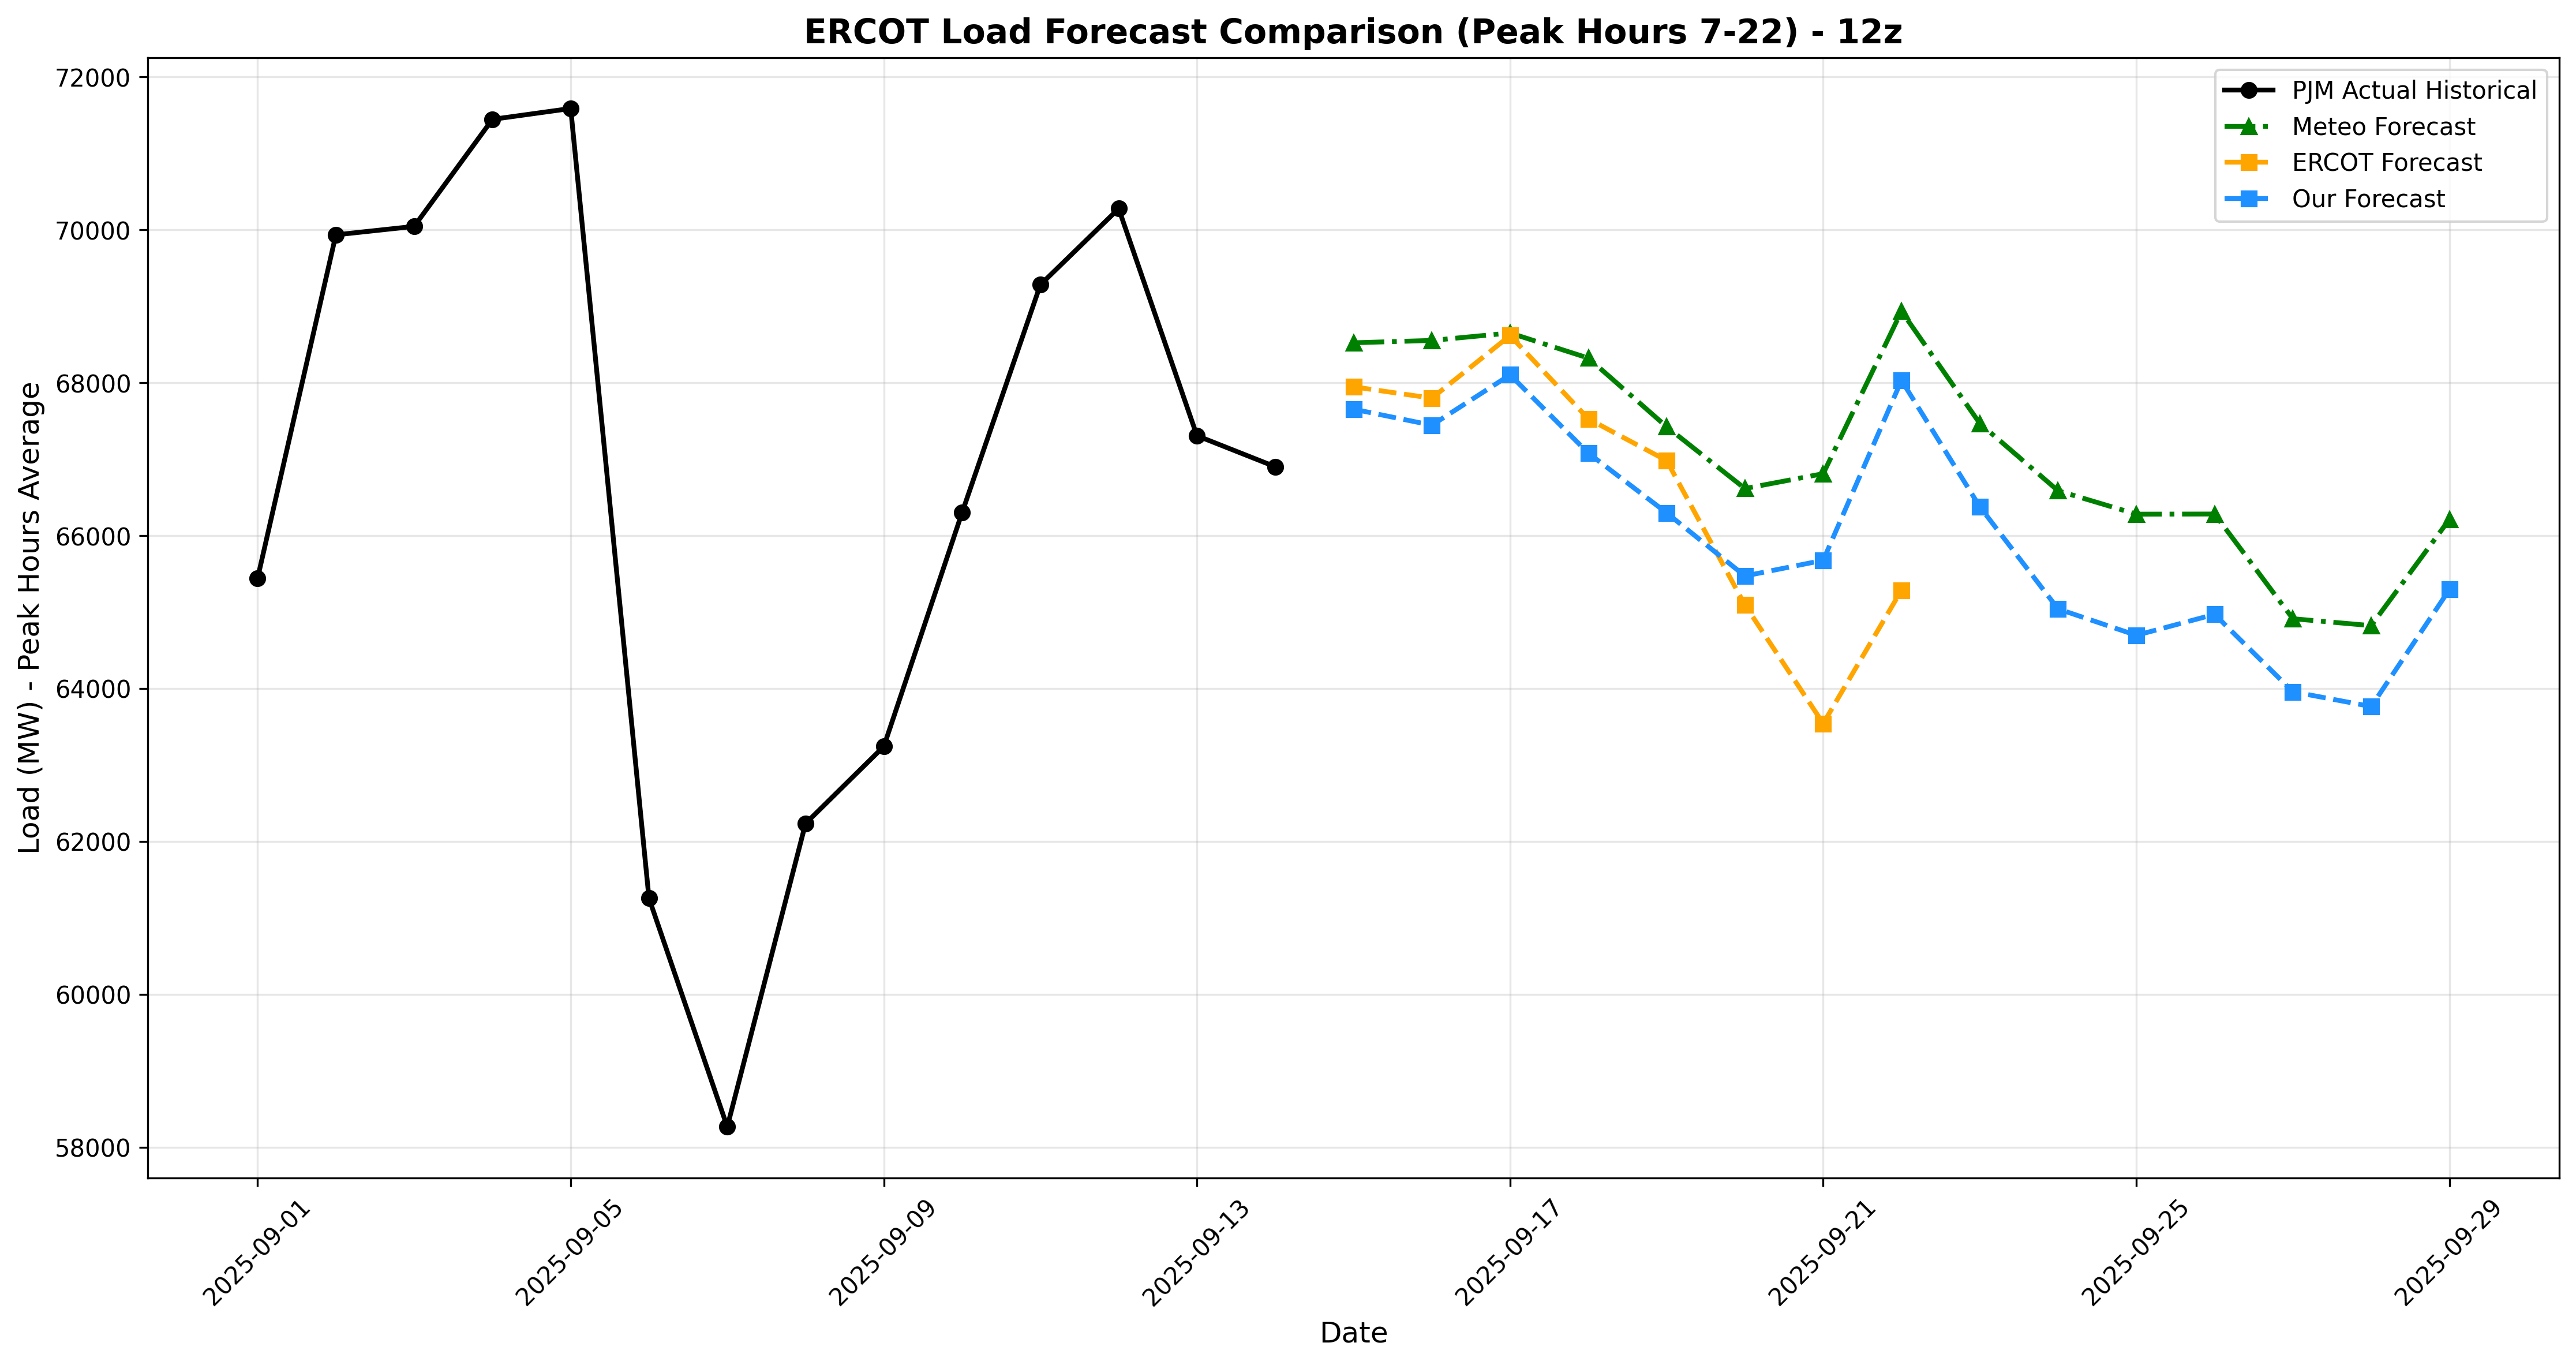 ERCOT Load Forecast Comparison (Peak Hours 7-22) - 12z
PJM Actual Historical
Meteo Forecast
ERCOT Forecast
Our Forecast
Load (MW) - Peak Hours Average
72000
70000
68000
66000
64000
62000
60000
58000
2025-09-01
2025-09-05
2025-09-09
2025-09-13
2025-09-17
2025-09-21
2025-09-25
2025-09-29
Date